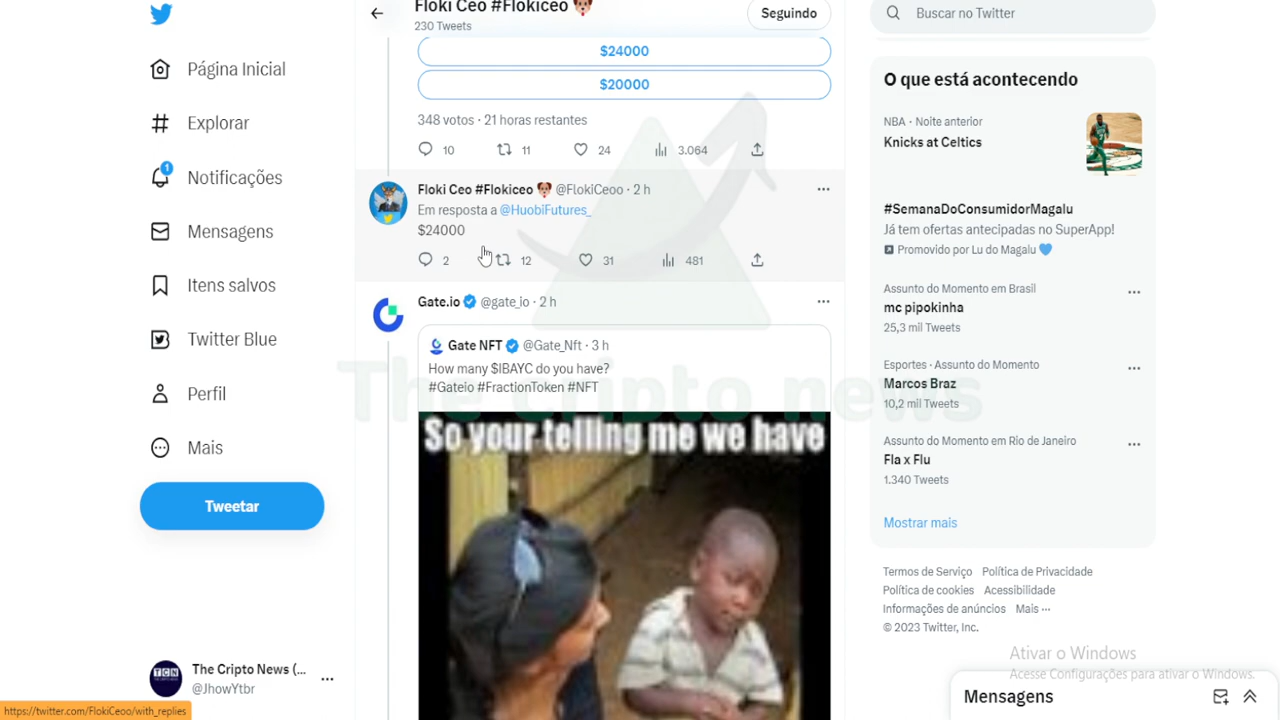 Floki Ceo #Flokiceo
230 Tweets
Seguindo
Buscar no Twitter
Página Inicial
Explorar
1
Notificações
Mensagens
Itens salvos
Twitter Blue
Perfil
Mais
Tweetar
The Cripto News (...
@JhowYtbr
TCN
https://twitter.com/FlokiCeoo/with_replies
$24000
$20000
348 votos · 21 horas restantes
10 11 24 3.064
Floki Ceo #Flokiceo @FlokiCeoo · 2 h
Em resposta a @HuobiFutures_
$24000
2 12 31 481
Gate.io @gate_io · 2 h
Gate NFT @Gate_Nft · 3 h
How many $IBAYC do you have?
#Gateio #FractionToken #NFT
So your telling me we have
The Cripto news
O que está acontecendo
NBA · Noite anterior
Knicks at Celtics
#SemanaDoConsumidorMagalu
Já tem ofertas antecipadas no SuperApp!
Promovido por Lu do Magalu
Assunto do Momento em Brasil
mc pipokinha
25,3 mil Tweets
Esportes · Assunto do Momento
Marcos Braz
10,2 mil Tweets
Assunto do Momento em Rio de Janeiro
Fla x Flu
1.340 Tweets
Mostrar mais
Termos de Serviço Política de Privacidade
Política de cookies Acessibilidade
Informações de anúncios Mais ···
© 2023 Twitter, Inc.
Ativar o Windows
Acesse Configurações para ativar o Windows.
Mensagens